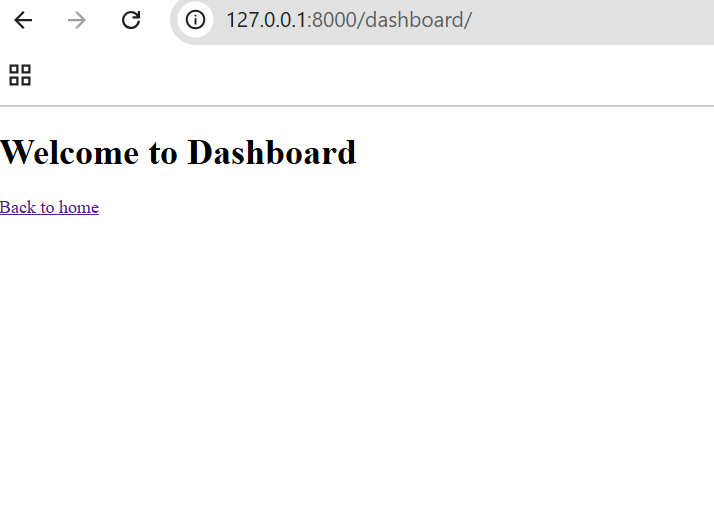 127.0.0.1:8000/dashboard/
Welcome to Dashboard
Back to home